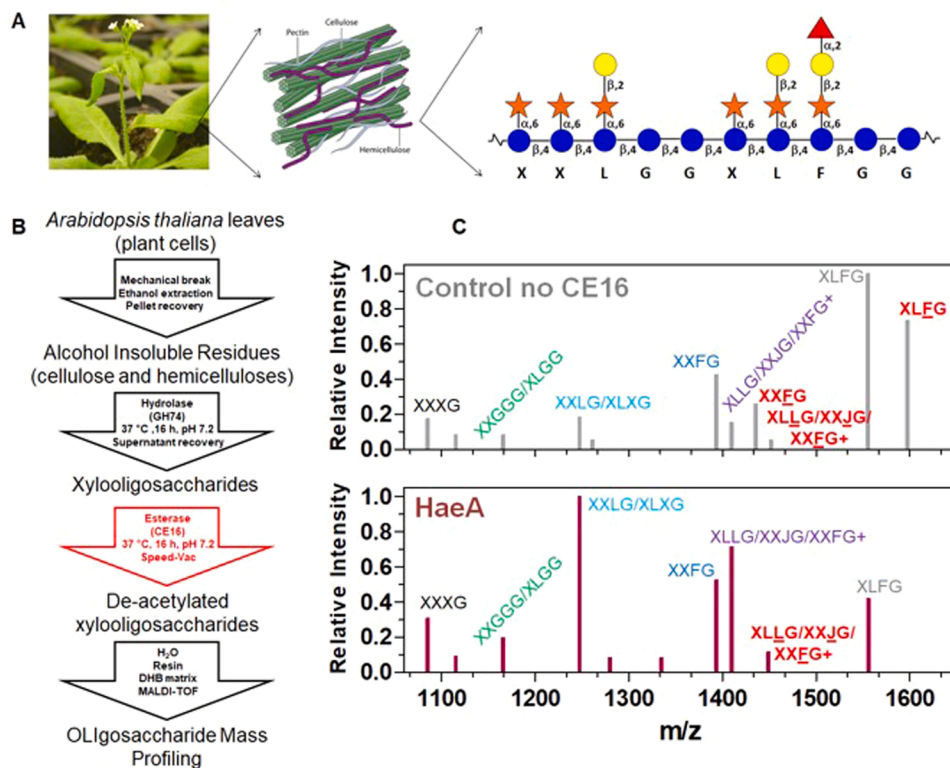 A
Pectin
Cellulose
Hemicellulose
α,2
β,2 β,2 β,2
α,6 α,6 α,6 α,6 α,6 α,6
β,4 β,4 β,4 β,4 β,4 β,4 β,4 β,4 β,4
X X L G G X L F G G
B
Arabidopsis thaliana leaves
(plant cells)
Mechanical break
Ethanol extraction
Pellet recovery
Alcohol Insoluble Residues
(cellulose and hemicelluloses)
Hydrolase
(GH74)
37 °C ,16 h, pH 7.2
Supernatant recovery
Xylooligosaccharides
Esterase
(CE16)
37 °C, 16 h, pH 7.2
Speed-Vac
De-acetylated
xylooligosaccharides
H₂O
Resin
DHB matrix
MALDI-TOF
OLIgosaccharide Mass
Profiling
C
Relative Intensity
1.0
0.8
0.6
0.4
0.2
0.0
Control no CE16
XXXG
XXGGG/XLGG
XXLG/XLXG
XXFG
XLLG/XXJG/XXFG+
XXFG
XLLG/XXJG/
XXFG+
XLFG
XLFG
Relative Intensity
1.0
0.8
0.6
0.4
0.2
0.0
HaeA
XXXG
XXGGG/XLGG
XXLG/XLXG
XXFG
XLLG/XXJG/XXFG+
XLLG/XXJG/
XXFG+
XLFG
1100 1200 1300 1400 1500 1600
m/z